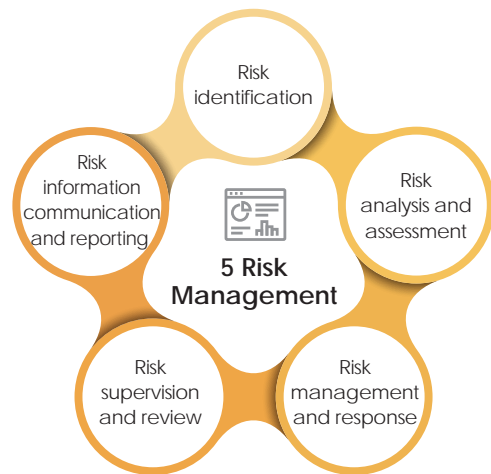 Risk
identification
Risk
analysis and
assessment
Risk
management
and response
Risk
supervision
and review
Risk
information
communication
and reporting
5 Risk
Management